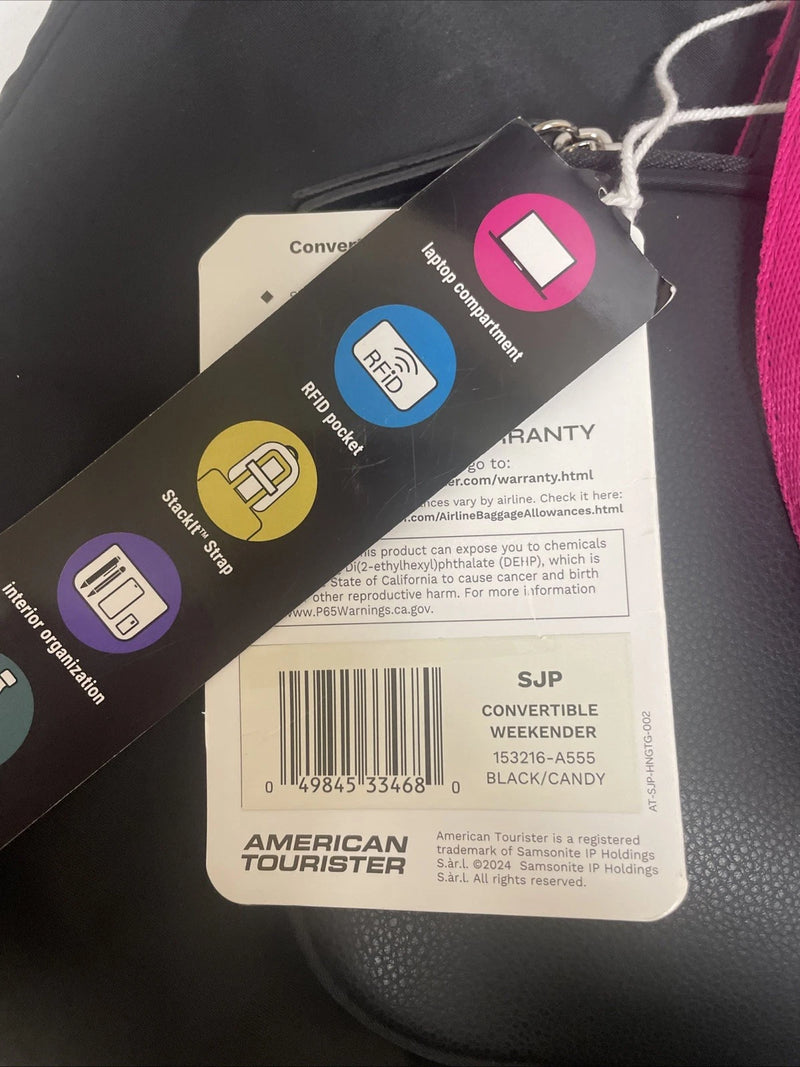 laptop compartment
RFiD
RFID pocket
StackIt™ Strap
interior organization
RANTY
go to:
er.com/warranty.html
nces vary by airline. Check it here:
.com/AirlineBaggageAllowances.html
his product can expose you to chemicals
Di(2-ethylhexyl)phthalate (DEHP), which is
State of California to cause cancer and birth
other reproductive harm. For more information
www.P65Warnings.ca.gov.
SJP
CONVERTIBLE
WEEKENDER
153216-A555
BLACK/CANDY
0 49845 33468 0
AT-SJP-HNGTG-002
AMERICAN
TOURISTER
American Tourister is a registered
trademark of Samsonite IP Holdings
S.àr.l. ©2024 Samsonite IP Holdings
S.àr.l. All rights reserved.